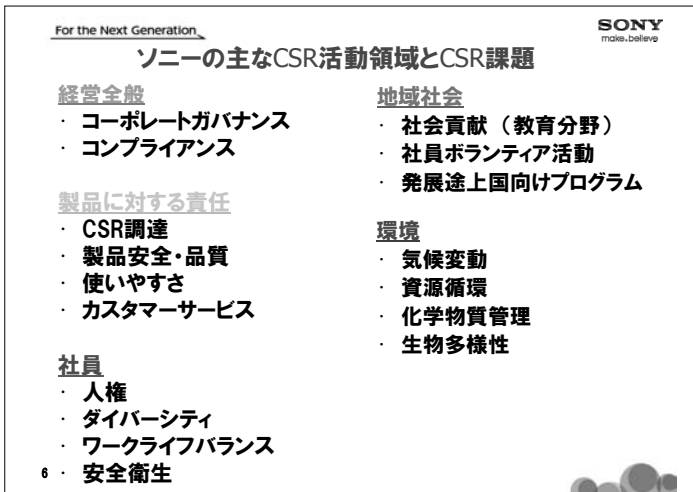 For the Next Generation
SONY
make.believe
ソニーの主なCSR活動領域とCSR課題
経営全般
· コーポレートガバナンス
· コンプライアンス
製品に対する責任
· CSR調達
· 製品安全・品質
· 使いやすさ
· カスタマーサービス
社員
· 人権
· ダイバーシティ
· ワークライフバランス
· 安全衛生
地域社会
· 社会貢献（教育分野）
· 社員ボランティア活動
· 発展途上国向けプログラム
環境
· 気候変動
· 資源循環
· 化学物質管理
· 生物多様性
6